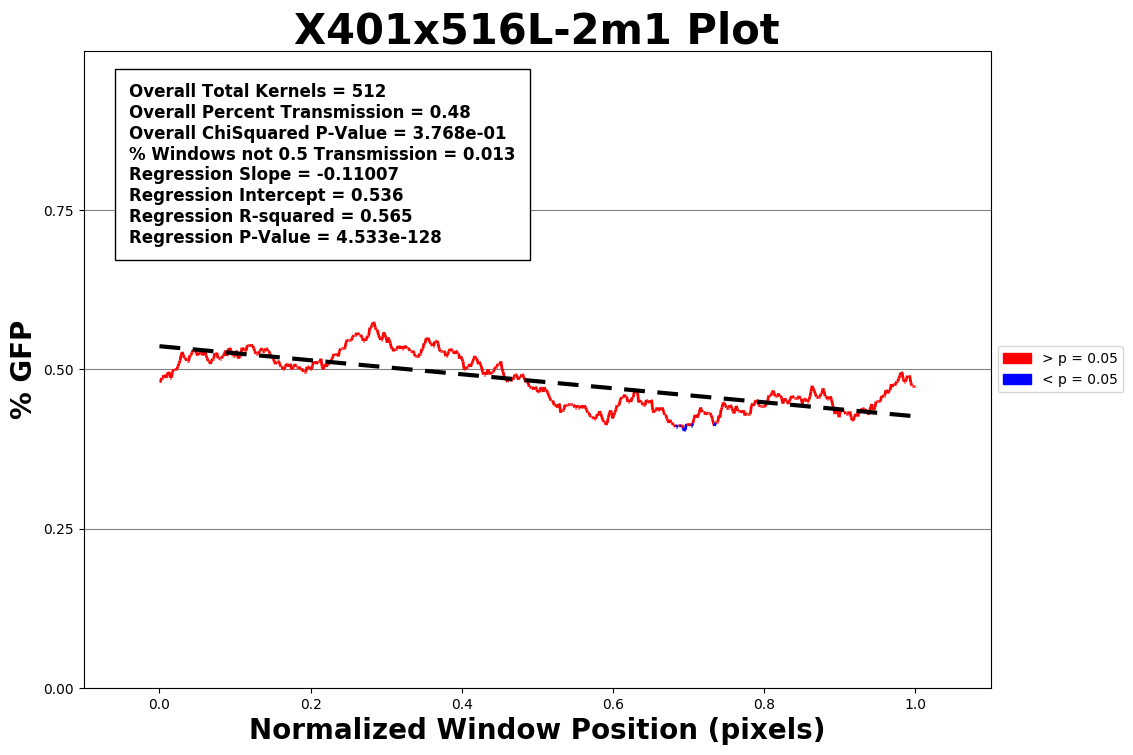 X401x516L-2m1 Plot
Overall Total Kernels = 512
Overall Percent Transmission = 0.48
Overall ChiSquared P-Value = 3.768e-01
% Windows not 0.5 Transmission = 0.013
Regression Slope = -0.11007
Regression Intercept = 0.536
Regression R-squared = 0.565
Regression P-Value = 4.533e-128
% GFP
0.75
0.50
0.25
0.00
> p = 0.05
< p = 0.05
0.0 0.2 0.4 0.6 0.8 1.0
Normalized Window Position (pixels)